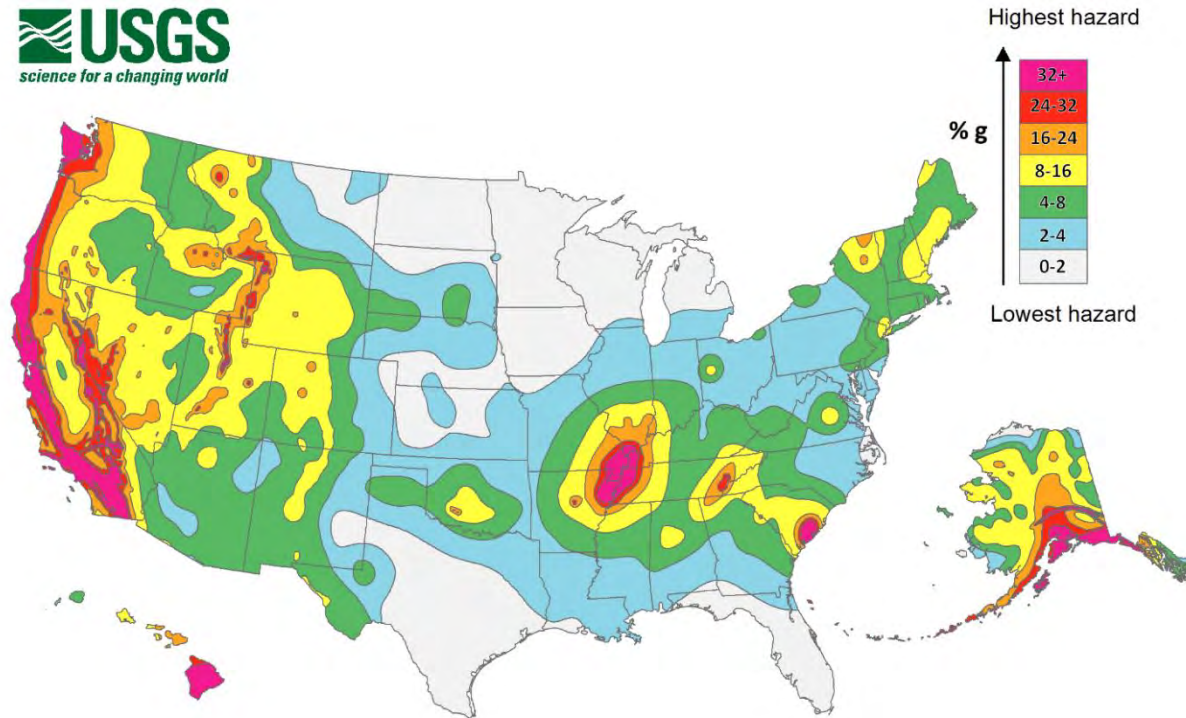 USGS
science for a changing world
Highest hazard
% g
32+
24-32
16-24
8-16
4-8
2-4
0-2
Lowest hazard